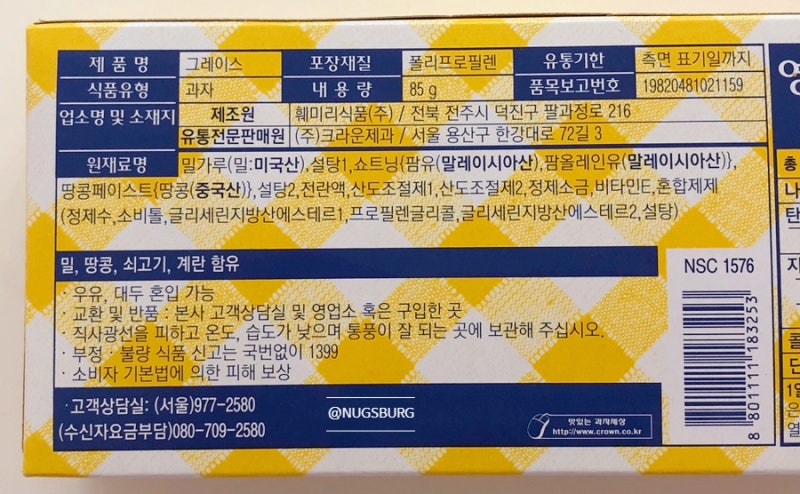 제 품 명 그레이스 포장재질 폴리프로필렌 유통기한 측면 표기일까지
식품유형 과자 내 용 량 85 g 품목보고번호 19820481021159
업소명 및 소재지 제조원 훼미리식품(주) / 전북 전주시 덕진구 팔과정로 216
유통전문판매원 (주)크라운제과 / 서울 용산구 한강대로 72길 3
원재료명 밀가루(밀:미국산),설탕1,쇼트닝{팜유(말레이시아산),팜올레인유(말레이시아산)},
땅콩페이스트{땅콩(중국산)},설탕2,전란액,산도조절제1,산도조절제2,정제소금,비타민E,혼합제제
(정제수,소비톨,글리세린지방산에스테르1,프로필렌글리콜,글리세린지방산에스테르2,설탕)
밀, 땅콩, 쇠고기, 계란 함유
· 우유, 대두 혼입 가능
· 교환 및 반품 : 본사 고객상담실 및 영업소 혹은 구입한 곳
· 직사광선을 피하고 온도, 습도가 낮으며 통풍이 잘 되는 곳에 보관해 주십시오.
· 부정 · 불량 식품 신고는 국번없이 1399
· 소비자 기본법에 의한 피해 보상
·고객상담실: (서울)977-2580
(수신자요금부담)080-709-2580
@NUGSBURG
맛있는 과자세상
http://www.crown.co.kr
NSC 1576
8 801111 183253
총
나
탄
지
콜
단
1일